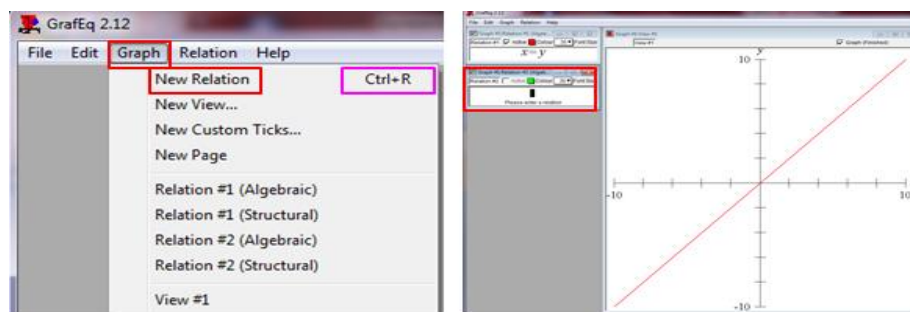 GrafEq 2.12
File Edit Graph Relation Help
New Relation Ctrl+R
New View...
New Custom Ticks...
New Page
Relation #1 (Algebraic)
Relation #1 (Structural)
Relation #2 (Algebraic)
Relation #2 (Structural)
View #1
File Edit Graph Relation Help
Relation #1 Active Colour Font Size
x=y
Relation #2 Active Colour Font Size
Please enter a relation
View #1 Graph (Finished)
y
10
-10
10
-10